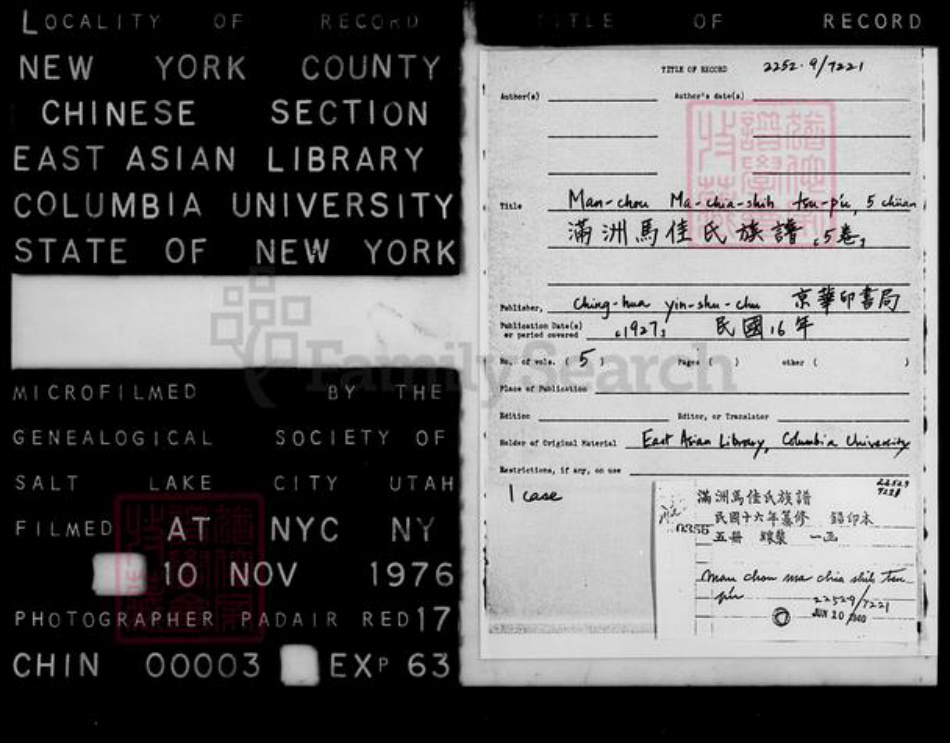 LOCALITY OF RECORD
NEW YORK COUNTY
CHINESE SECTION
EAST ASIAN LIBRARY
COLUMBIA UNIVERSITY
STATE OF NEW YORK
MICROFILMED BY THE
GENEALOGICAL SOCIETY OF
SALT LAKE CITY UTAH
FILMED AT NYC NY
10 NOV 1976
PHOTOGRAPHER PADAIR RED 17
CHIN 00003 EXP 63
TITLE OF RECORD
TITLE OF RECORD 2252.9/7221
Author(s) Author's date(s)
Title Man-chou Ma-chia-shih tsu-p'u, 5 chüan
滿洲馬佳氏族譜 [5卷]
Publisher, Ching-hua yin-shu-chu 京華印書局
Publication Date(s)
or period covered [1927] 民國16年
No. of vols. (5) Pages ( ) other ( )
Place of Publication
Edition Editor, or Translator
Holder of Original Material East Asian Library, Columbia University
Restrictions, if any, on use
1 case
滿洲馬佳氏族譜
民國十六年纂修 鉛印本
0355 五冊 線裝 一函
Man chou ma chia shih tsu
p'u 2252.9/7221
JUN 20
FamilySearch